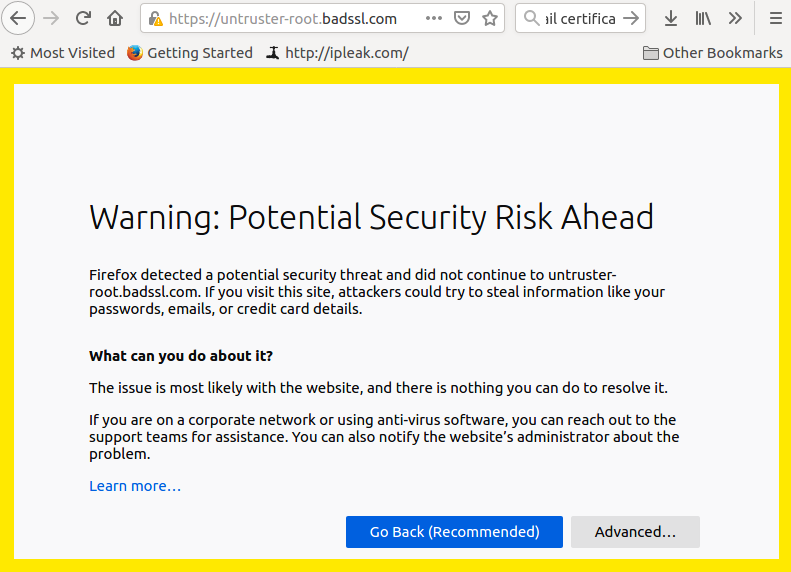 https://untruster-root.badssl.com
ail certifica
Most Visited Getting Started http://ipleak.com/ Other Bookmarks
Warning: Potential Security Risk Ahead
Firefox detected a potential security threat and did not continue to untruster-
root.badssl.com. If you visit this site, attackers could try to steal information like your
passwords, emails, or credit card details.
What can you do about it?
The issue is most likely with the website, and there is nothing you can do to resolve it.
If you are on a corporate network or using anti-virus software, you can reach out to the
support teams for assistance. You can also notify the website’s administrator about the
problem.
Learn more…
Go Back (Recommended) Advanced…